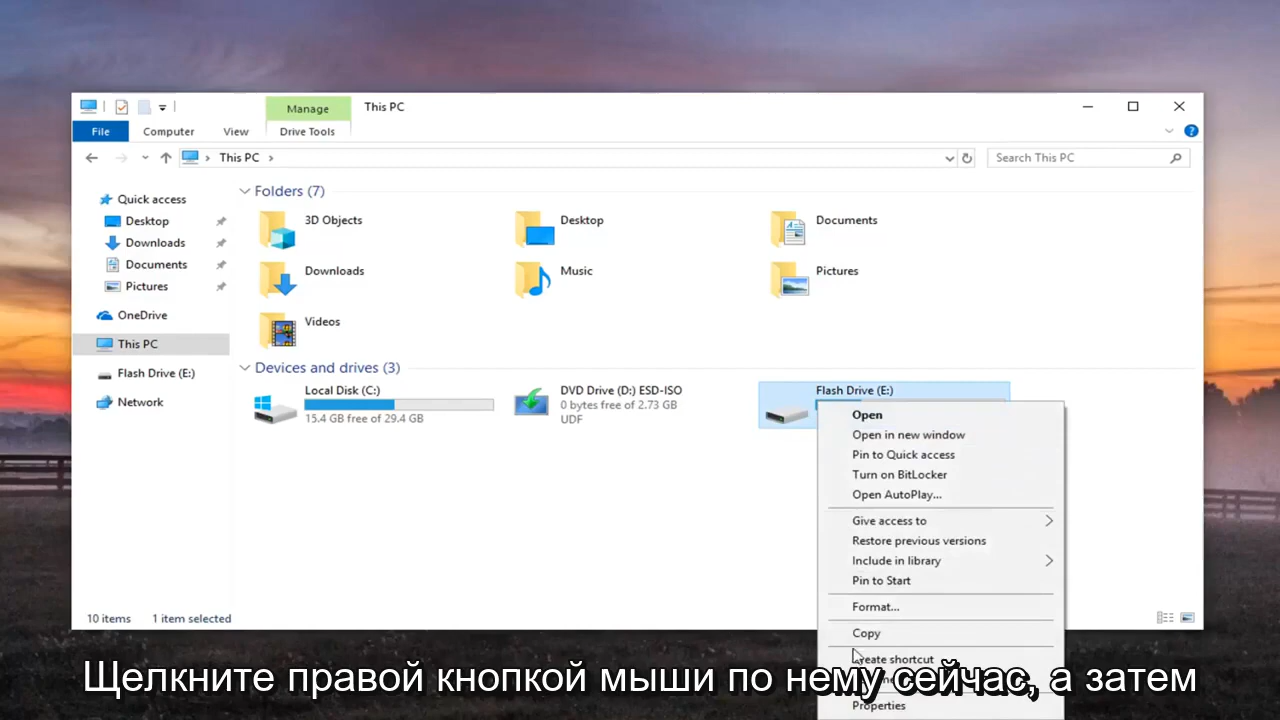 Manage
This PC
File
Computer
View
Drive Tools
This PC
Search This PC
Quick access
Desktop
Downloads
Documents
Pictures
OneDrive
This PC
Flash Drive (E:)
Network
Folders (7)
3D Objects
Desktop
Documents
Downloads
Music
Pictures
Videos
Devices and drives (3)
Local Disk (C:)
15.4 GB free of 29.4 GB
DVD Drive (D:) ESD-ISO
0 bytes free of 2.73 GB
UDF
Flash Drive (E:)
Open
Open in new window
Pin to Quick access
Turn on BitLocker
Open AutoPlay...
Give access to
Restore previous versions
Include in library
Pin to Start
Format...
Copy
Create shortcut
Properties
10 items
1 item selected
Щелкните правой кнопкой мыши по нему сейчас, а затем